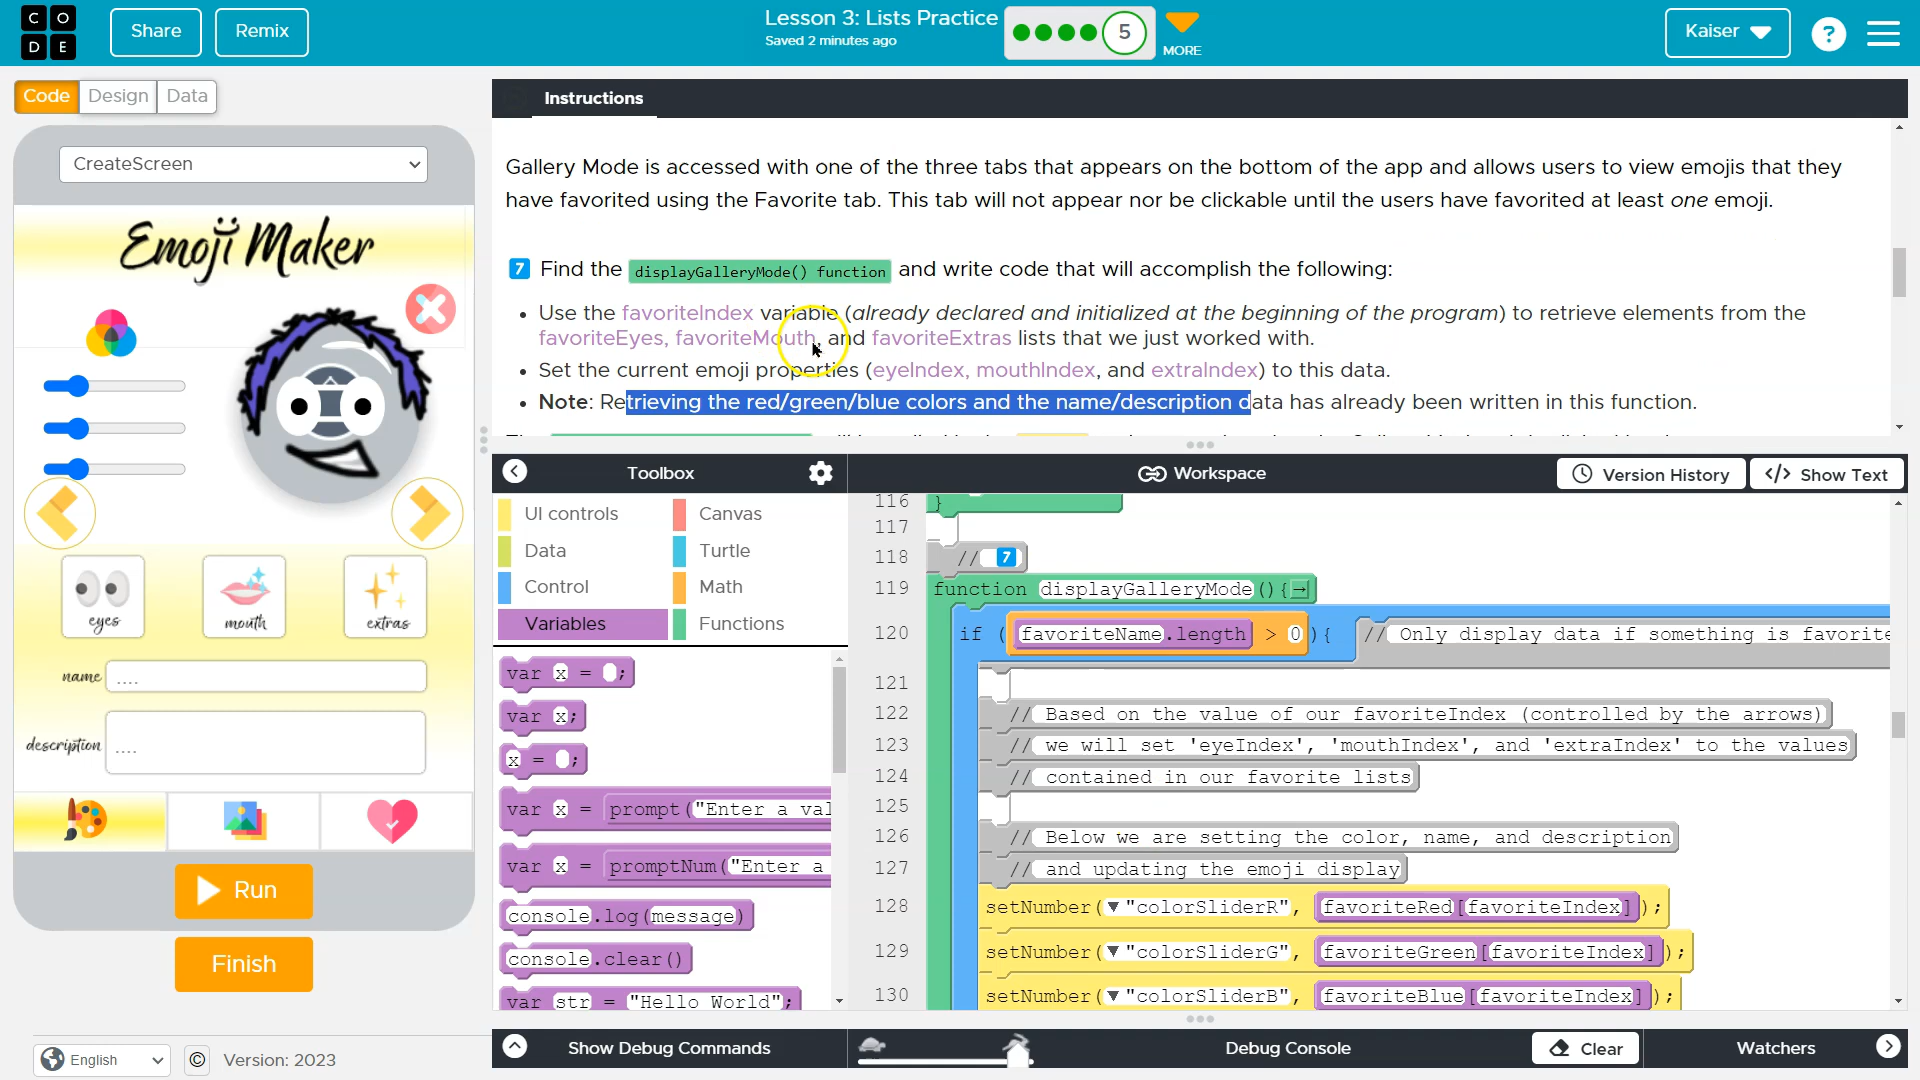 C O D E
Share
Remix
Lesson 3: Lists Practice
Saved 2 minutes ago
5
MORE
Kaiser
?
Code
Design
Data
CreateScreen
Emoji Maker
eyes
mouth
extras
name
....
description
....
Run
Finish
English
©
Version: 2023
Instructions
Gallery Mode is accessed with one of the three tabs that appears on the bottom of the app and allows users to view emojis that they
have favorited using the Favorite tab. This tab will not appear nor be clickable until the users have favorited at least one emoji.
7 Find the displayGalleryMode() function and write code that will accomplish the following:
• Use the favoriteIndex variable (already declared and initialized at the beginning of the program) to retrieve elements from the
favoriteEyes, favoriteMouth, and favoriteExtras lists that we just worked with.
• Set the current emoji properties (eyeIndex, mouthIndex, and extraIndex) to this data.
• Note: Retrieving the red/green/blue colors and the name/description data has already been written in this function.
Toolbox
Workspace
Version History
</> Show Text
UI controls
Canvas
Data
Turtle
Control
Math
Variables
Functions
var x = ;
var x;
x = ;
var x = prompt("Enter a val
var x = promptNum("Enter a
console.log(message)
console.clear()
var str = "Hello World";
116 }
117
118 // 7
119 function displayGalleryMode(){
120 if (favoriteName.length > 0){ // Only display data if something is favorite
121
122 // Based on the value of our favoriteIndex (controlled by the arrows)
123 // we will set 'eyeIndex', 'mouthIndex', and 'extraIndex' to the values
124 // contained in our favorite lists
125
126 // Below we are setting the color, name, and description
127 // and updating the emoji display
128 setNumber(▼"colorSliderR", favoriteRed[favoriteIndex]);
129 setNumber(▼"colorSliderG", favoriteGreen[favoriteIndex]);
130 setNumber(▼"colorSliderB", favoriteBlue[favoriteIndex]);
Show Debug Commands
Debug Console
Clear
Watchers